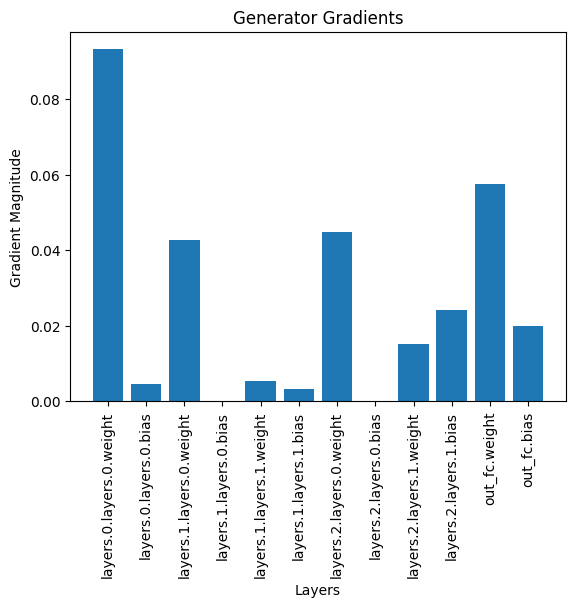 Generator Gradients
Gradient Magnitude
0.08
0.06
0.04
0.02
0.00
layers.0.layers.0.weight
layers.0.layers.0.bias
layers.1.layers.0.weight
layers.1.layers.0.bias
layers.1.layers.1.weight
layers.1.layers.1.bias
layers.2.layers.0.weight
layers.2.layers.0.bias
layers.2.layers.1.weight
layers.2.layers.1.bias
out_fc.weight
out_fc.bias
Layers